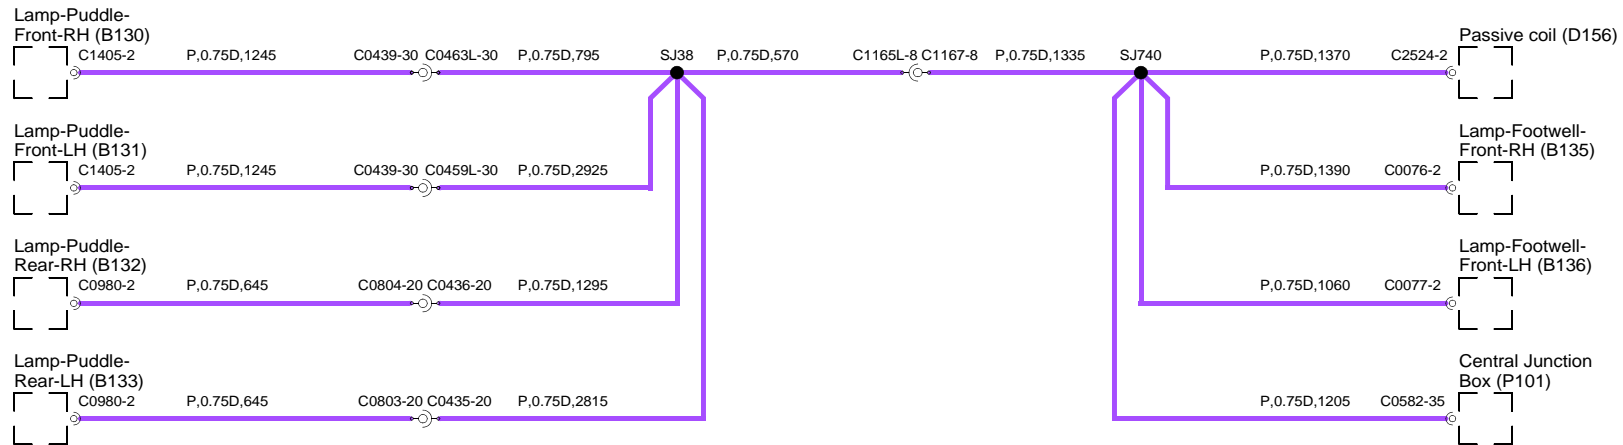 Lamp-Puddle-
Front-RH (B130)
C1405-2 P,0.75D,1245 C0439-30 C0463L-30 P,0.75D,795 SJ38 P,0.75D,570 C1165L-8 C1167-8 P,0.75D,1335 SJ740 P,0.75D,1370 C2524-2
Passive coil (D156)
Lamp-Puddle-
Front-LH (B131)
C1405-2 P,0.75D,1245 C0439-30 C0459L-30 P,0.75D,2925
Lamp-Footwell-
Front-RH (B135)
P,0.75D,1390 C0076-2
Lamp-Puddle-
Rear-RH (B132)
C0980-2 P,0.75D,645 C0804-20 C0436-20 P,0.75D,1295
Lamp-Footwell-
Front-LH (B136)
P,0.75D,1060 C0077-2
Lamp-Puddle-
Rear-LH (B133)
C0980-2 P,0.75D,645 C0803-20 C0435-20 P,0.75D,2815
Central Junction
Box (P101)
P,0.75D,1205 C0582-35